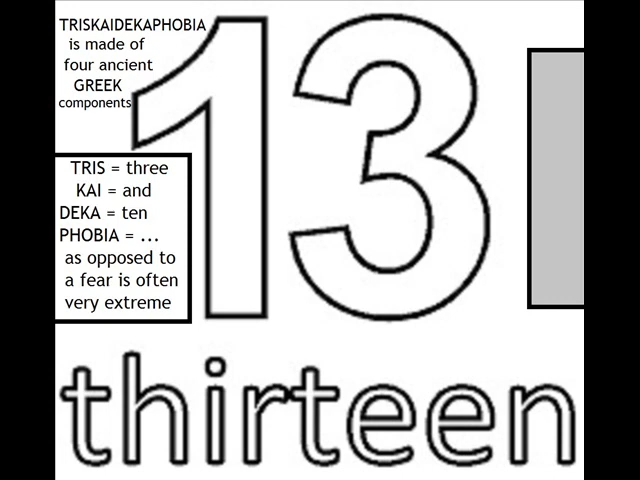 TRISKAIDEKAPHOBIA
is made of
four ancient
GREEK
components
13
TRIS = three
KAI = and
DEKA = ten
PHOBIA = ...
as opposed to
a fear is often
very extreme
thirteen